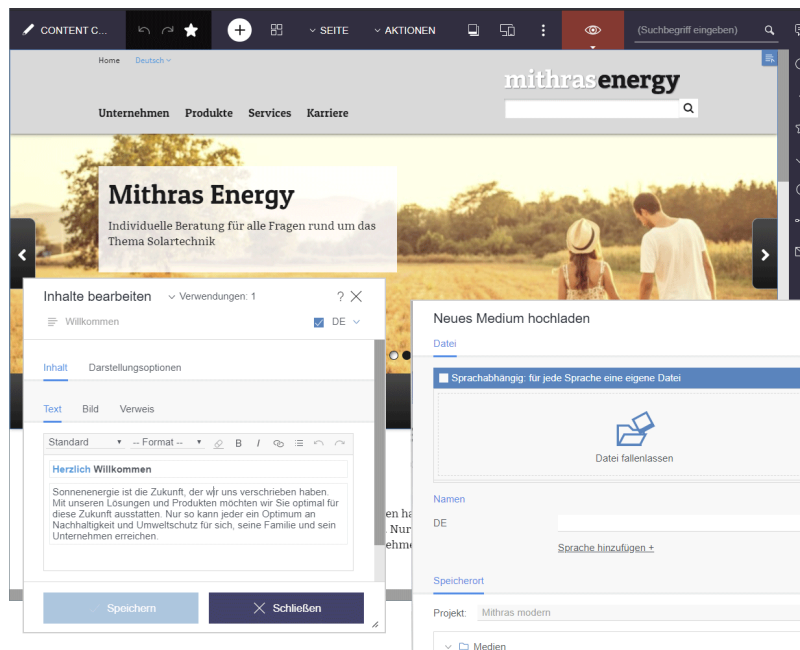 CONTENT C...
SEITE
AKTIONEN
(Suchbegriff eingeben)
Home Deutsch
mithrasenergy
Unternehmen Produkte Services Karriere
Mithras Energy
Individuelle Beratung für alle Fragen rund um das
Thema Solartechnik
Inhalte bearbeiten Verwendungen: 1 ?
Willkommen DE
Inhalt Darstellungsoptionen
Text Bild Verweis
Standard -- Format -- B I
Herzlich Willkommen
Sonnenenergie ist die Zukunft, der wir uns verschrieben haben.
Mit unseren Lösungen und Produkten möchten wir Sie optimal für
diese Zukunft ausstatten. Nur so kann jeder ein Optimum an
Nachhaltigkeit und Umweltschutz für sich, seine Familie und sein
Unternehmen erreichen.
Speichern Schließen
en ha
Nur
ehme
Neues Medium hochladen
Datei
Sprachabhängig: für jede Sprache eine eigene Datei
Datei fallenlassen
Namen
DE
Sprache hinzufügen +
Speicherort
Projekt: Mithras modern
Medien